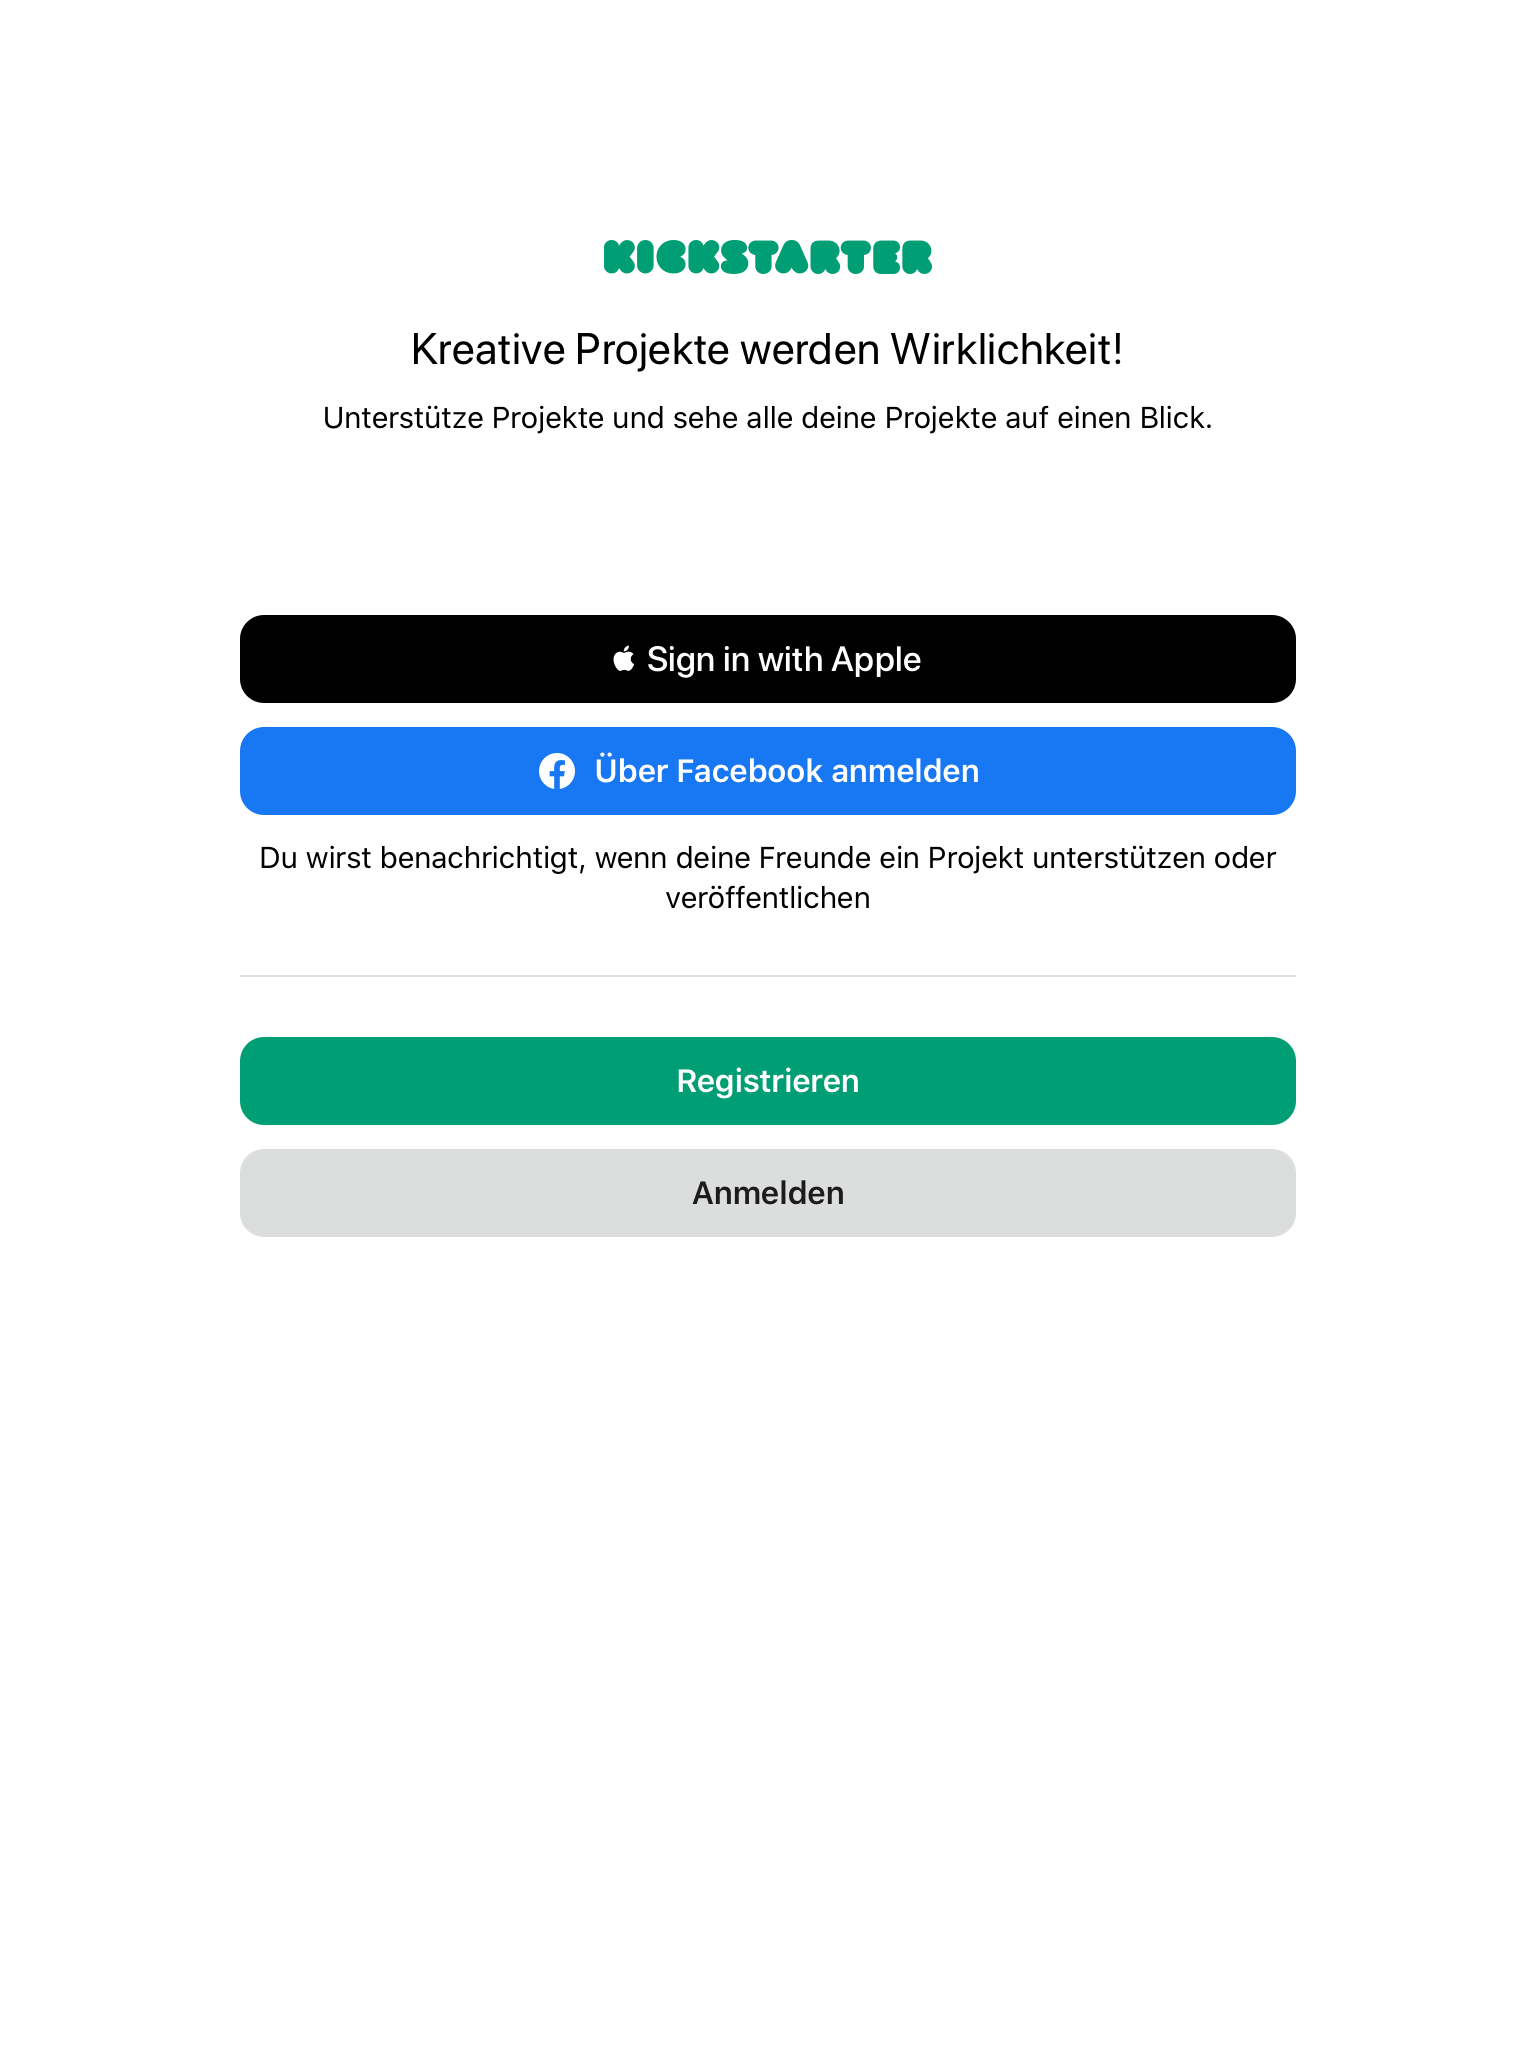 KICKSTARTER
Kreative Projekte werden Wirklichkeit!
Unterstütze Projekte und sehe alle deine Projekte auf einen Blick.
Sign in with Apple
Über Facebook anmelden
Du wirst benachrichtigt, wenn deine Freunde ein Projekt unterstützen oder
veröffentlichen
Registrieren
Anmelden